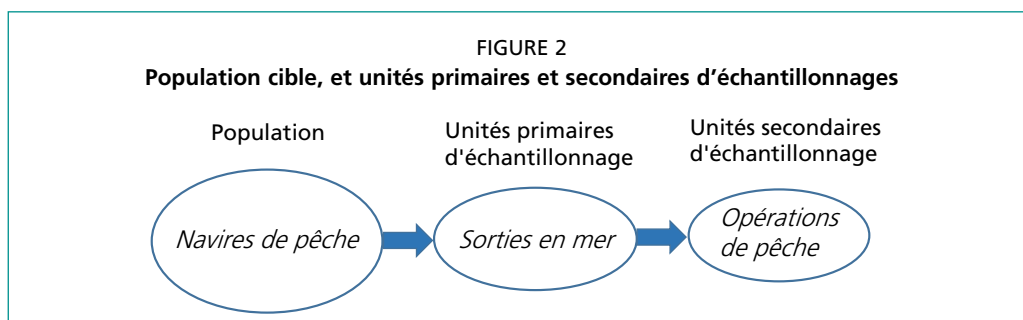 FIGURE 2
Population cible, et unités primaires et secondaires d’échantillonnages
Population
Unités primaires
d'échantillonnage
Unités secondaires
d'échantillonnage
Navires de pêche
Sorties en mer
Opérations
de pêche